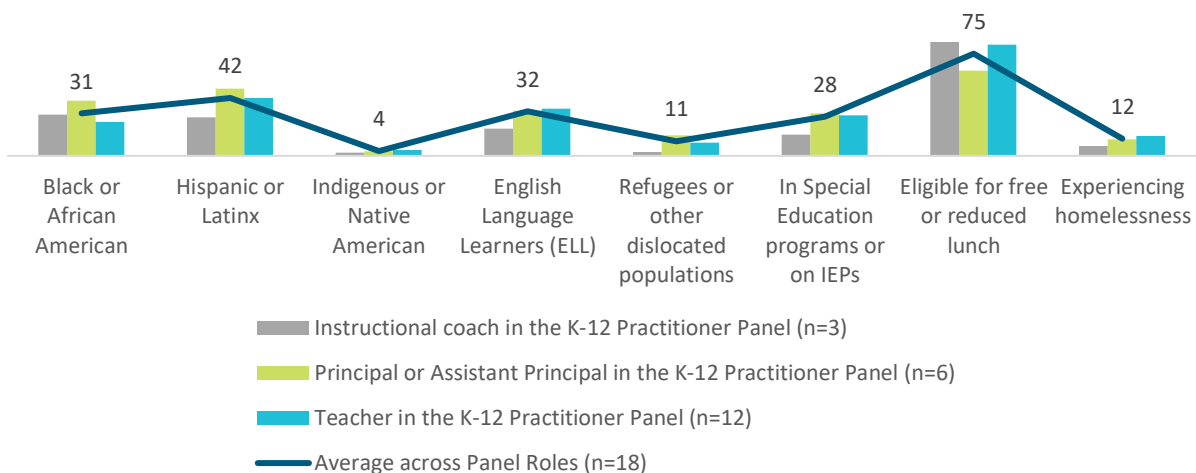 31
42
4
32
11
28
75
12
Black or
African
American
Hispanic or
Latinx
Indigenous or
Native
American
English
Language
Learners (ELL)
Refugees or
other
dislocated
populations
In Special
Education
programs or
on IEPs
Eligible for free
or reduced
lunch
Experiencing
homelessness
Instructional coach in the K-12 Practitioner Panel (n=3)
Principal or Assistant Principal in the K-12 Practitioner Panel (n=6)
Teacher in the K-12 Practitioner Panel (n=12)
Average across Panel Roles (n=18)